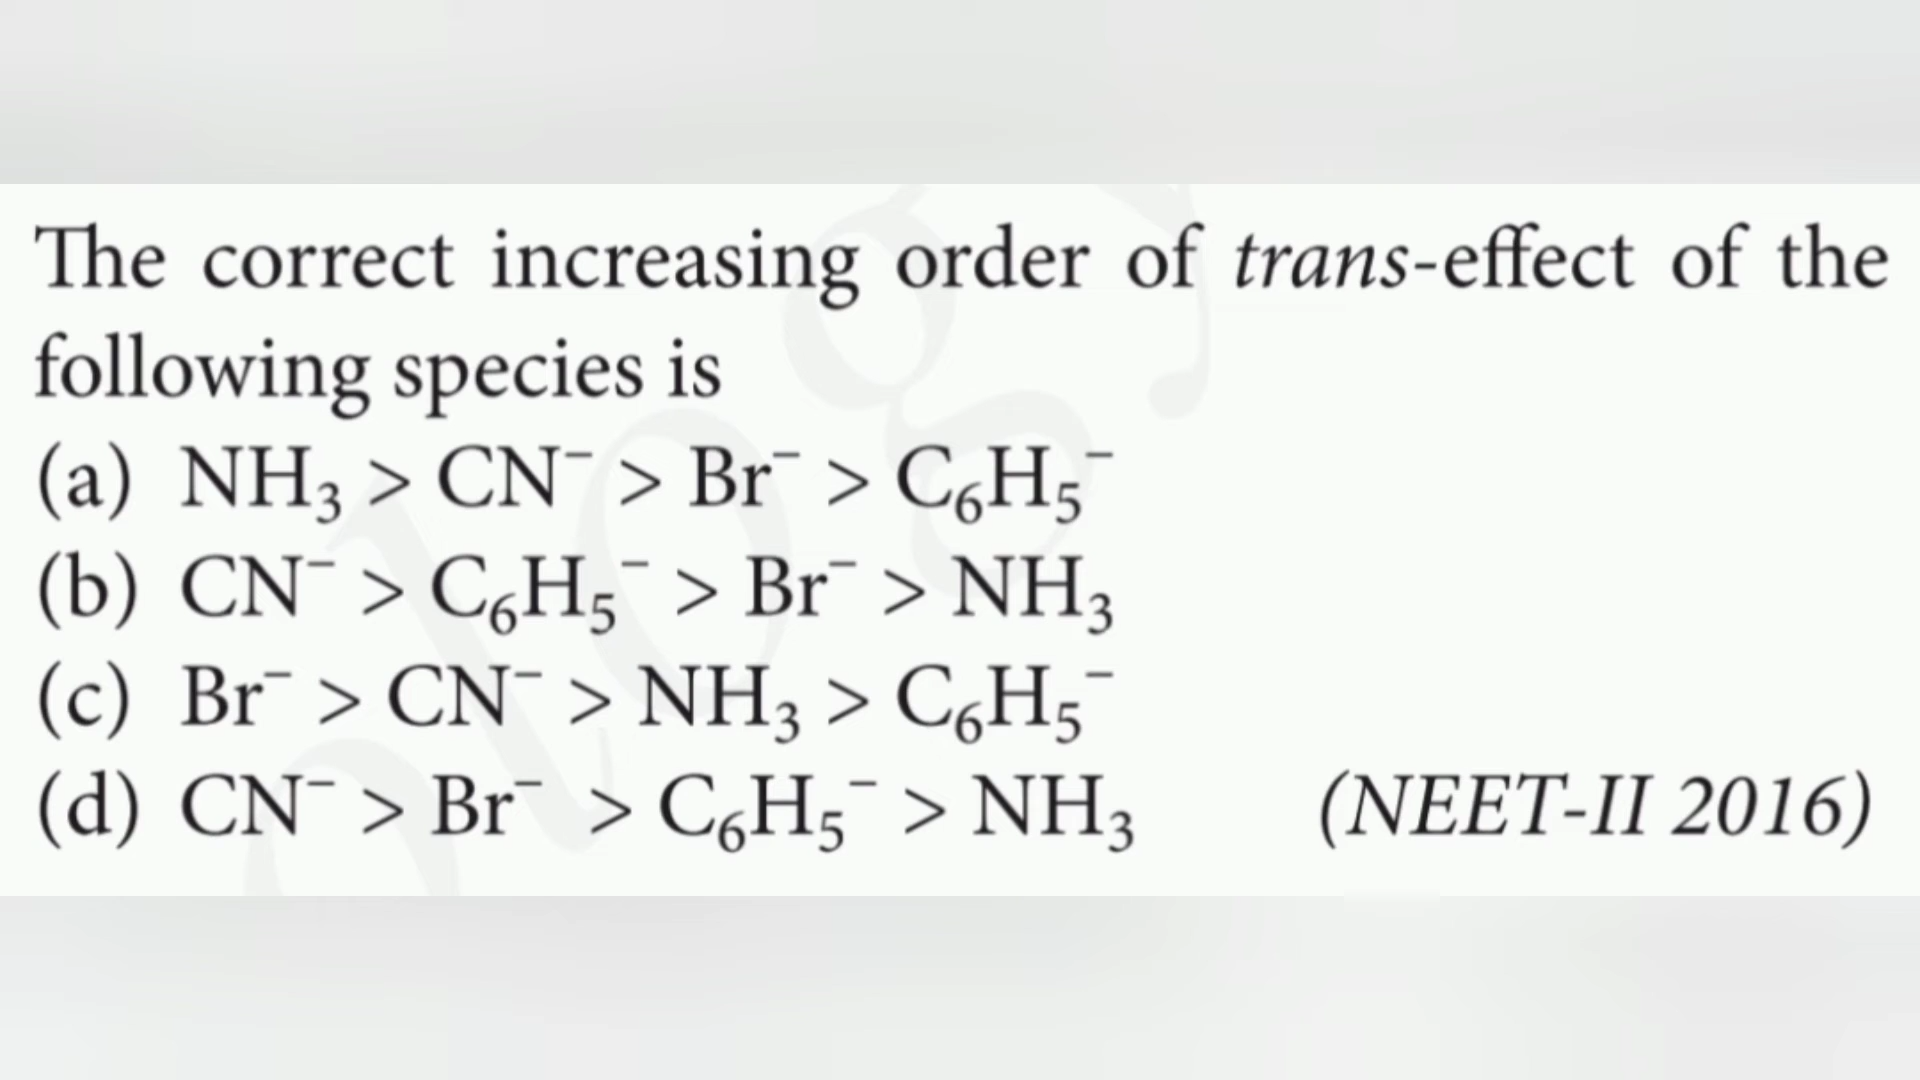 The correct increasing order of trans-effect of the
following species is
(a) NH₃ > CN⁻ > Br⁻ > C₆H₅⁻
(b) CN⁻ > C₆H₅⁻ > Br⁻ > NH₃
(c) Br⁻ > CN⁻ > NH₃ > C₆H₅⁻
(d) CN⁻ > Br⁻ > C₆H₅⁻ > NH₃ (NEET-II 2016)